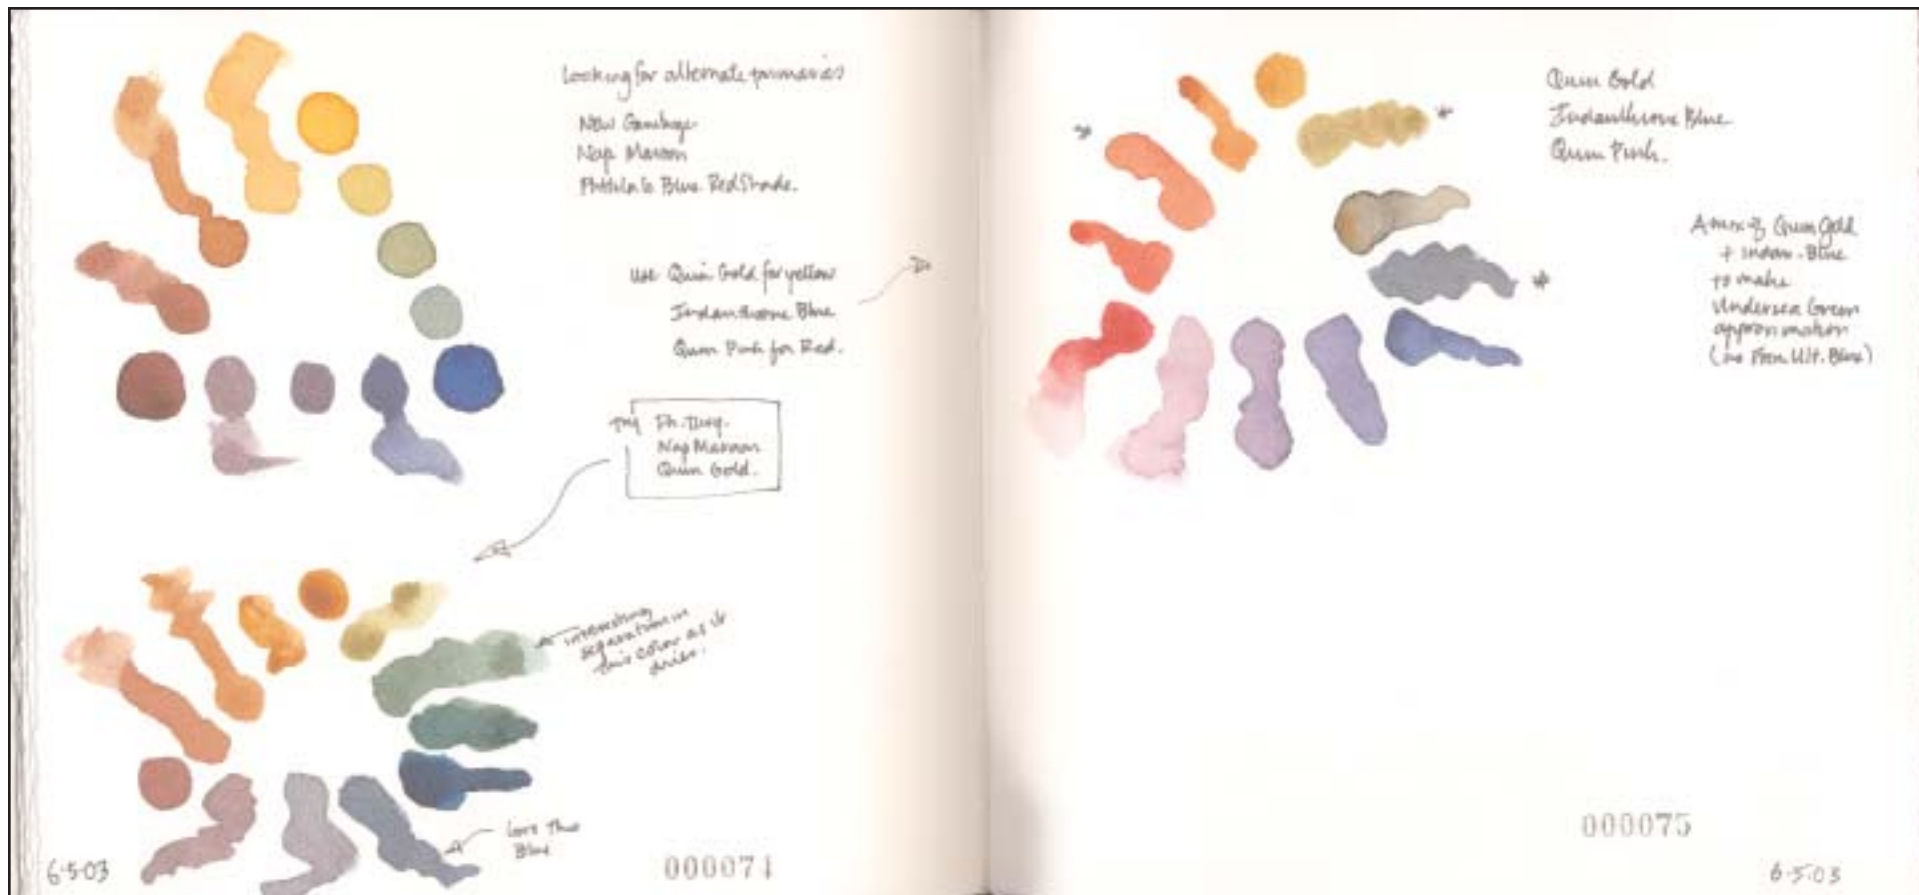 Looking for alternate primaries
New Gamboge
Nap Maroon
Phthalo Blue Red Shade.
Use Quin Gold for yellow
Indanthrone Blue
Quin Pink for Red.
Try Ph. Turq.
Nap Maroon
Quin Gold.
interesting
separation in
this color as it
dries.
Love this
Blue
6-5-03
000074
Quin Gold
Indanthrone Blue
Quin Pink.
A mix of Quin Gold
+ Indan. Blue
to make
Undersea Green
approximation
Ult. Blue)
000075
6-5-03